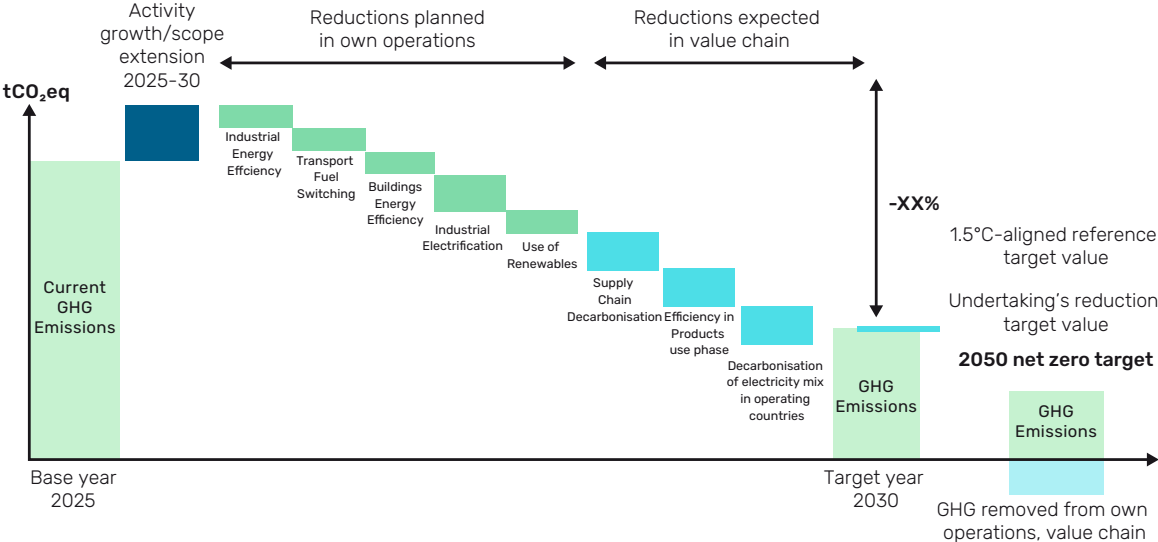 Activity
growth/scope
extension
2025-30
Reductions planned
in own operations
Reductions expected
in value chain
tCO₂eq
Industrial
Energy
Effciency
Transport
Fuel
Switching
Buildings
Energy
Efficiency
Industrial
Electrification
Use of
Renewables
Supply
Chain
Decarbonisation
Efficiency in
Products
use phase
Decarbonisation
of electricity mix
in operating
countries
-XX%
1.5°C-aligned reference
target value
Undertaking's reduction
target value
2050 net zero target
Current
GHG
Emissions
GHG
Emissions
GHG
Emissions
Base year
2025
Target year
2030
GHG removed from own
operations, value chain